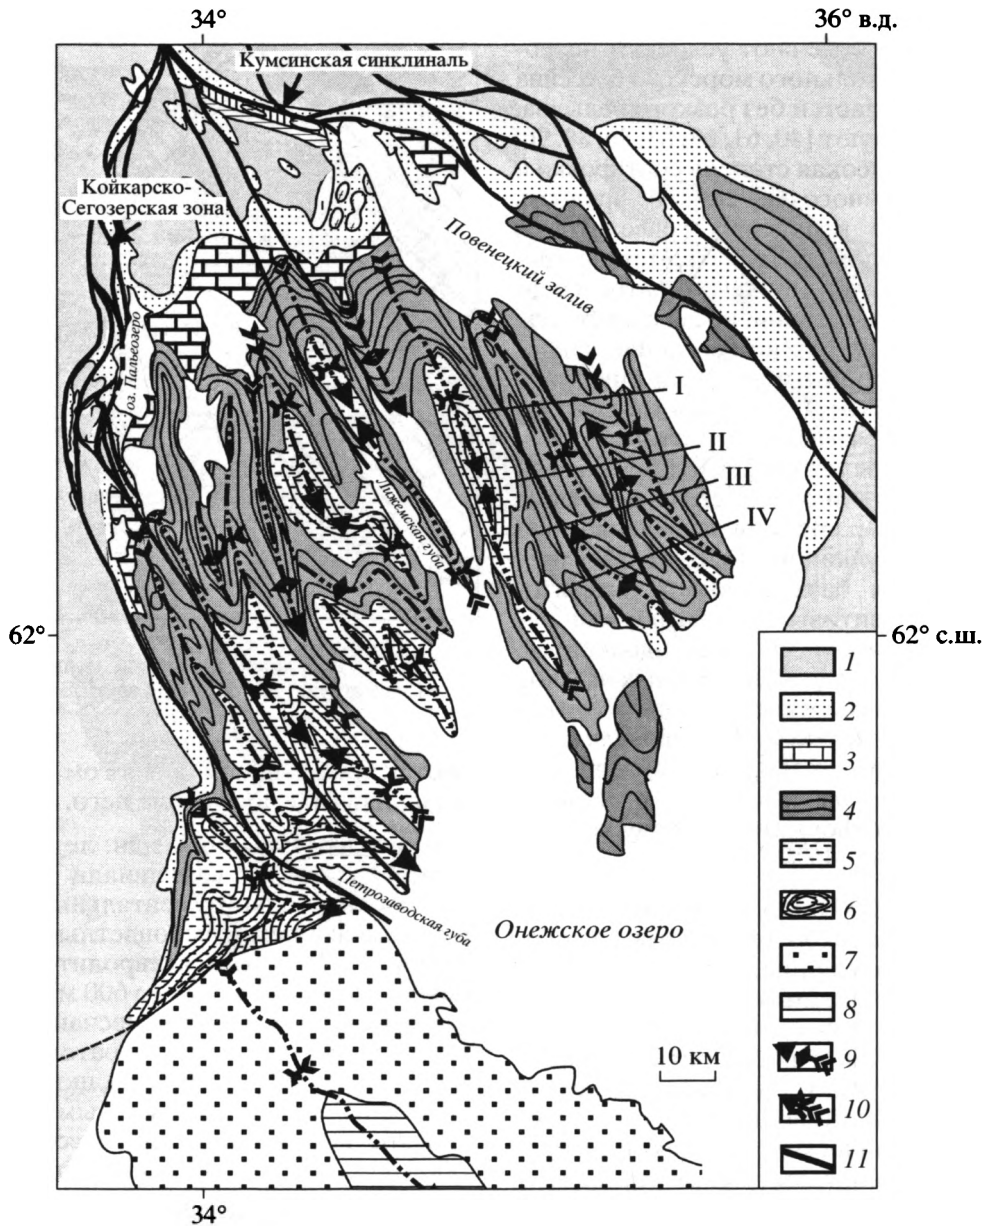 34°
36° в.д.
Кумсинская синклиналь
Койкарско-
Сегозерская зона
Повенецкий залив
оз. Пальеозеро
I
II
III
IV
Лижемская губа
62°
62° с.ш.
1
2
3
4
5
6
7
8
9
10
11
Петрозаводская губа
Онежское озеро
10 км
34°